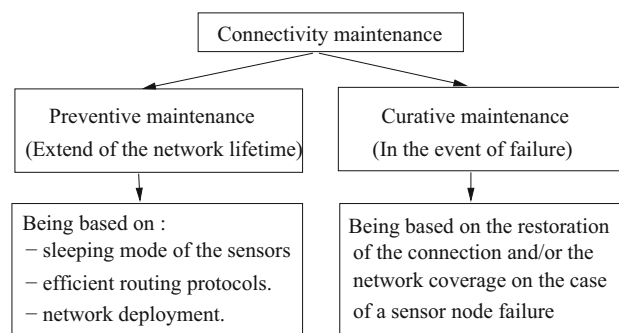 Connectivity maintenance
Preventive maintenance
(Extend of the network lifetime)
Curative maintenance
(In the event of failure)
Being based on :
− sleeping mode of the sensors
− efficient routing protocols.
− network deployment.
Being based on the restoration
of the connection and/or the
network coverage on the case
of a sensor node failure